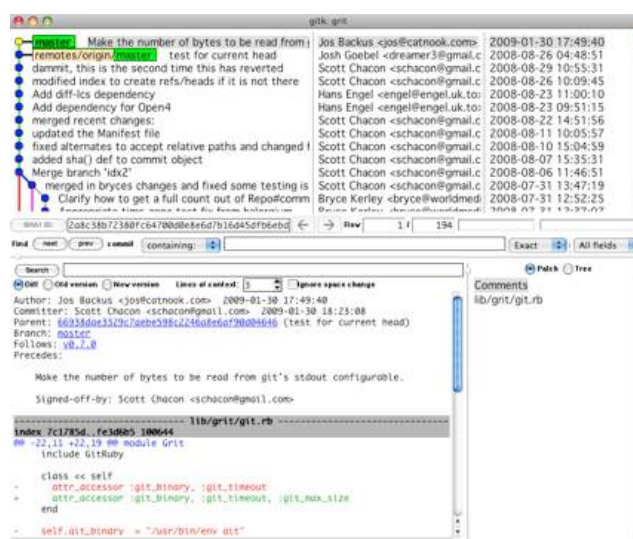 gitk: grit
master Make the number of bytes to be read from g Jos Backus <jos@catnook.com> 2009-01-30 17:49:40
remotes/origin/master test for current head Josh Goebel <dreamer3@gmail.c 2008-08-26 04:48:51
dammit, this is the second time this has reverted Scott Chacon <schacon@gmail.c 2008-08-29 10:55:31
modified index to create refs/heads if it is not there Scott Chacon <schacon@gmail.c 2008-08-26 10:09:45
Add diff-lcs dependency Hans Engel <engel@engel.uk.to> 2008-08-23 11:00:10
Add dependency for Open4 Hans Engel <engel@engel.uk.to> 2008-08-23 09:51:15
merged recent changes: Scott Chacon <schacon@gmail.c 2008-08-22 14:51:56
updated the Manifest file Scott Chacon <schacon@gmail.c 2008-08-11 10:05:57
fixed alternates to accept relative paths and changed f Scott Chacon <schacon@gmail.c 2008-08-10 15:04:59
added sha() def to commit object Scott Chacon <schacon@gmail.c 2008-08-07 15:35:31
Merge branch 'idx2' Scott Chacon <schacon@gmail.c 2008-08-06 11:46:51
merged in bryces changes and fixed some testing is Scott Chacon <schacon@gmail.c 2008-07-31 13:47:19
Clarify how to get a full count out of Repo#comm Bryce Kerley <bryce@worldmedi 2008-07-31 12:52:25
SHA1 ID: Row 1 / 194
Find next prev commit containing: Exact All fields
Search Patch Tree
Diff Old version New version Lines of context: 3 Ignore space change Comments
lib/grit/git.rb
Author: Jos Backus <jos@catnook.com> 2009-01-30 17:49:40
Committer: Scott Chacon <schacon@gmail.com> 2009-01-30 18:23:08
Parent: (test for current head)
Branch: master
Follows: v0.7.0
Precedes:
Make the number of bytes to be read from git's stdout configurable.
Signed-off-by: Scott Chacon <schacon@gmail.com>
lib/grit/git.rb
index 7c1785d..fe3d6b5 100644
@@ -22,11 +22,19 @@ module Grit
include GitRuby
class << self
- attr_accessor :git_binary, :git_timeout
+ attr_accessor :git_binary, :git_timeout, :git_max_size
end
- self.git_binary = "/usr/bin/env git"